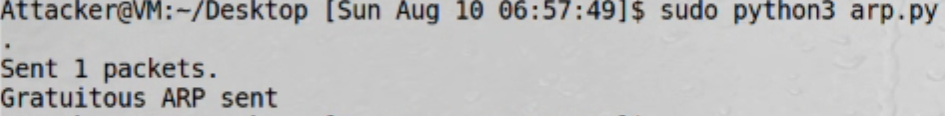 Attacker@VM:~/Desktop [Sun Aug 10 06:57:49]$ sudo python3 arp.py
.
Sent 1 packets.
Gratuitous ARP sent